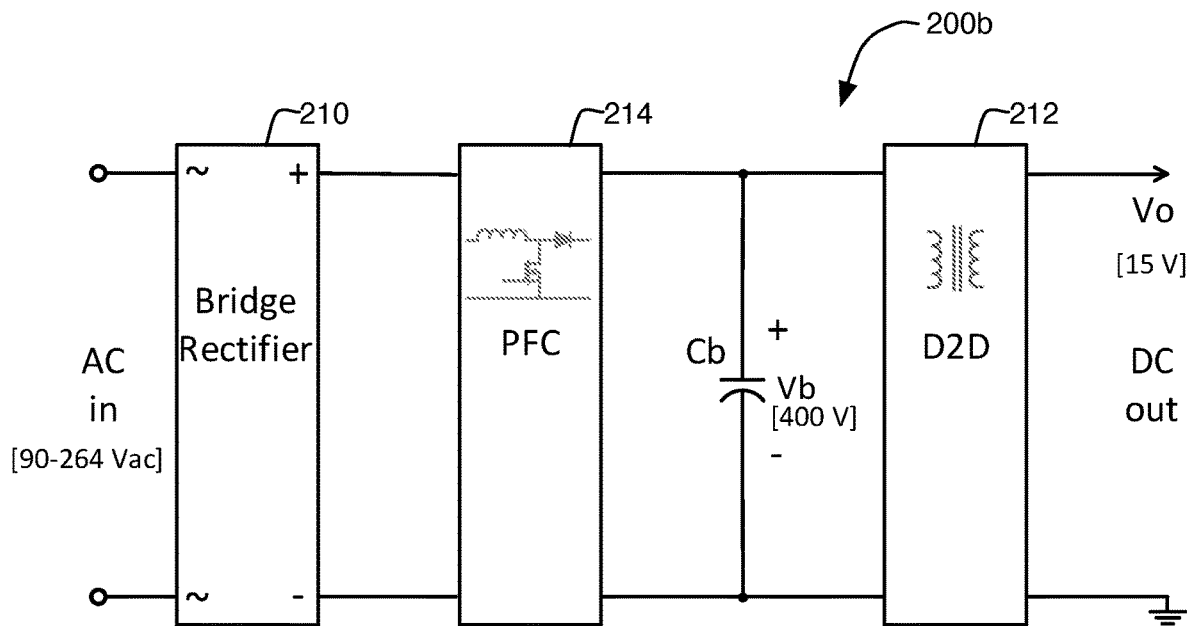 200b
210
214
212
~
+
~
-
Bridge
Rectifier
PFC
D2D
AC
in
[90-264 Vac]
Cb
+
Vb
[400 V]
-
Vo
[15 V]
DC
out